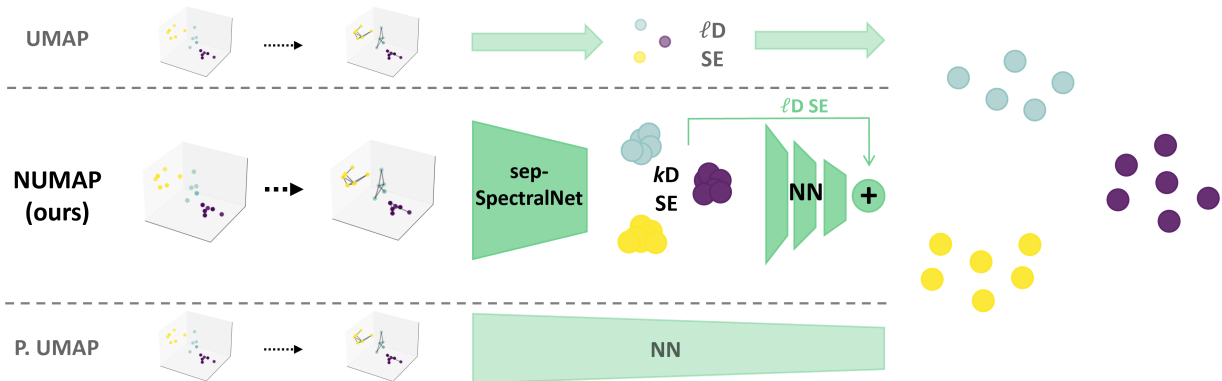 UMAP
ℓD
SE
NUMAP
(ours)
sep-
SpectralNet
kD
SE
ℓD SE
NN
+
P. UMAP
NN